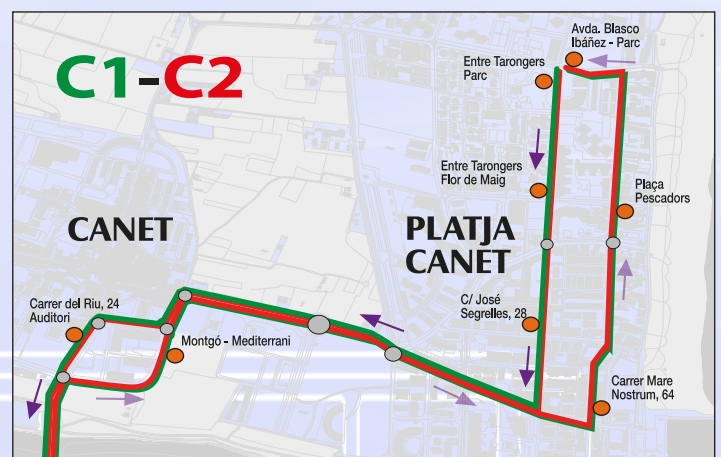 C1-C2
Avda. Blasco
Ibáñez - Parc
Entre Tarongers
Parc
Entre Tarongers
Flor de Maig
Plaça
Pescadors
CANET
PLATJA
CANET
Carrer del Riu, 24
Auditori
C/ José
Segrelles, 28
Montgó - Mediterrani
Carrer Mare
Nostrum, 64